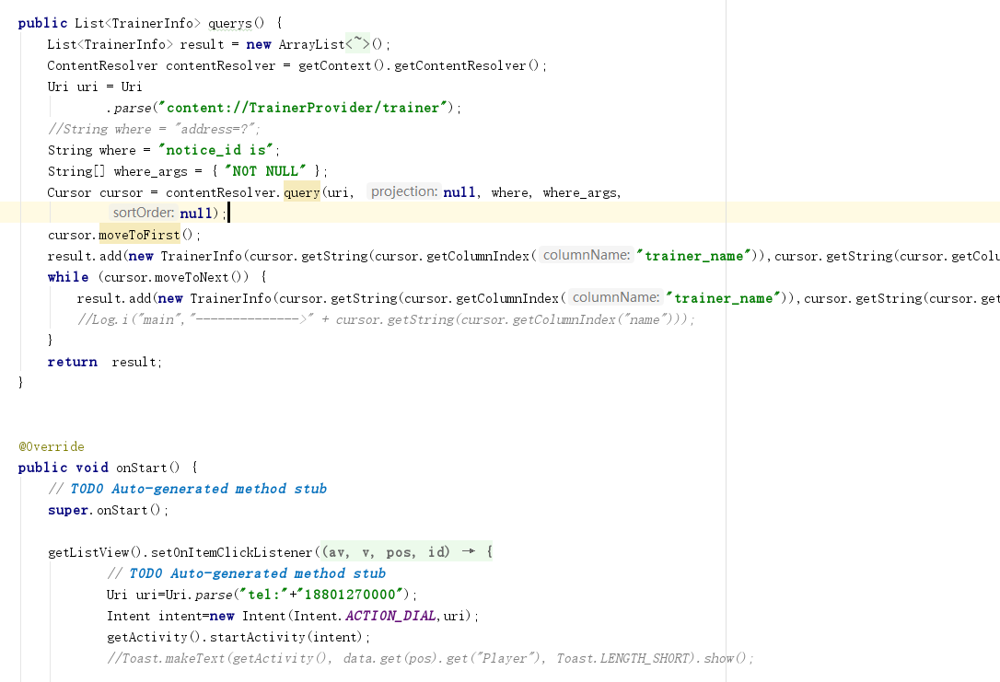 public List<TrainerInfo> querys() {
List<TrainerInfo> result = new ArrayList<~>();
ContentResolver contentResolver = getContext().getContentResolver();
Uri uri = Uri
.parse("content://TrainerProvider/trainer");
//String where = "address=?";
String where = "notice_id is";
String[] where_args = { "NOT NULL" };
Cursor cursor = contentResolver.query(uri, projection: null, where, where_args,
sortOrder: null);
cursor.moveToFirst();
result.add(new TrainerInfo(cursor.getString(cursor.getColumnIndex( columnName: "trainer_name")),cursor.getString(cursor.getColu
while (cursor.moveToNext()) {
result.add(new TrainerInfo(cursor.getString(cursor.getColumnIndex( columnName: "trainer_name")),cursor.getString(cursor.get
//Log.i("main","-------------->" + cursor.getString(cursor.getColumnIndex("name")));
}
return result;
}
@Override
public void onStart() {
// TODO Auto-generated method stub
super.onStart();
getListView().setOnItemClickListener((av, v, pos, id) → {
// TODO Auto-generated method stub
Uri uri=Uri.parse("tel:"+"18801270000");
Intent intent=new Intent(Intent.ACTION_DIAL,uri);
getActivity().startActivity(intent);
//Toast.makeText(getActivity(), data.get(pos).get("Player"), Toast.LENGTH_SHORT).show();